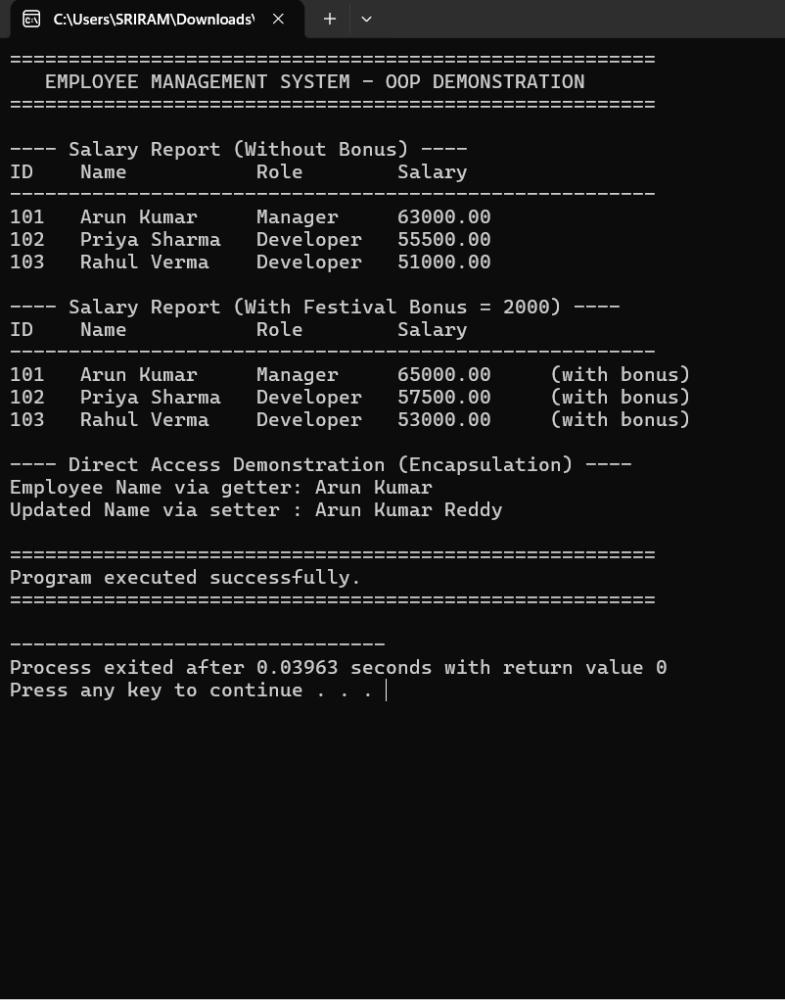 C:\Users\SRIRAM\Downloads\
=======================================================
   EMPLOYEE MANAGEMENT SYSTEM - OOP DEMONSTRATION
=======================================================

---- Salary Report (Without Bonus) ----
ID    Name           Role        Salary
-------------------------------------------------------
101   Arun Kumar     Manager     63000.00
102   Priya Sharma   Developer   55500.00
103   Rahul Verma    Developer   51000.00

---- Salary Report (With Festival Bonus = 2000) ----
ID    Name           Role        Salary
-------------------------------------------------------
101   Arun Kumar     Manager     65000.00     (with bonus)
102   Priya Sharma   Developer   57500.00     (with bonus)
103   Rahul Verma    Developer   53000.00     (with bonus)

---- Direct Access Demonstration (Encapsulation) ----
Employee Name via getter: Arun Kumar
Updated Name via setter : Arun Kumar Reddy

=======================================================
Program executed successfully.
=======================================================

--------------------------------
Process exited after 0.03963 seconds with return value 0
Press any key to continue . . .